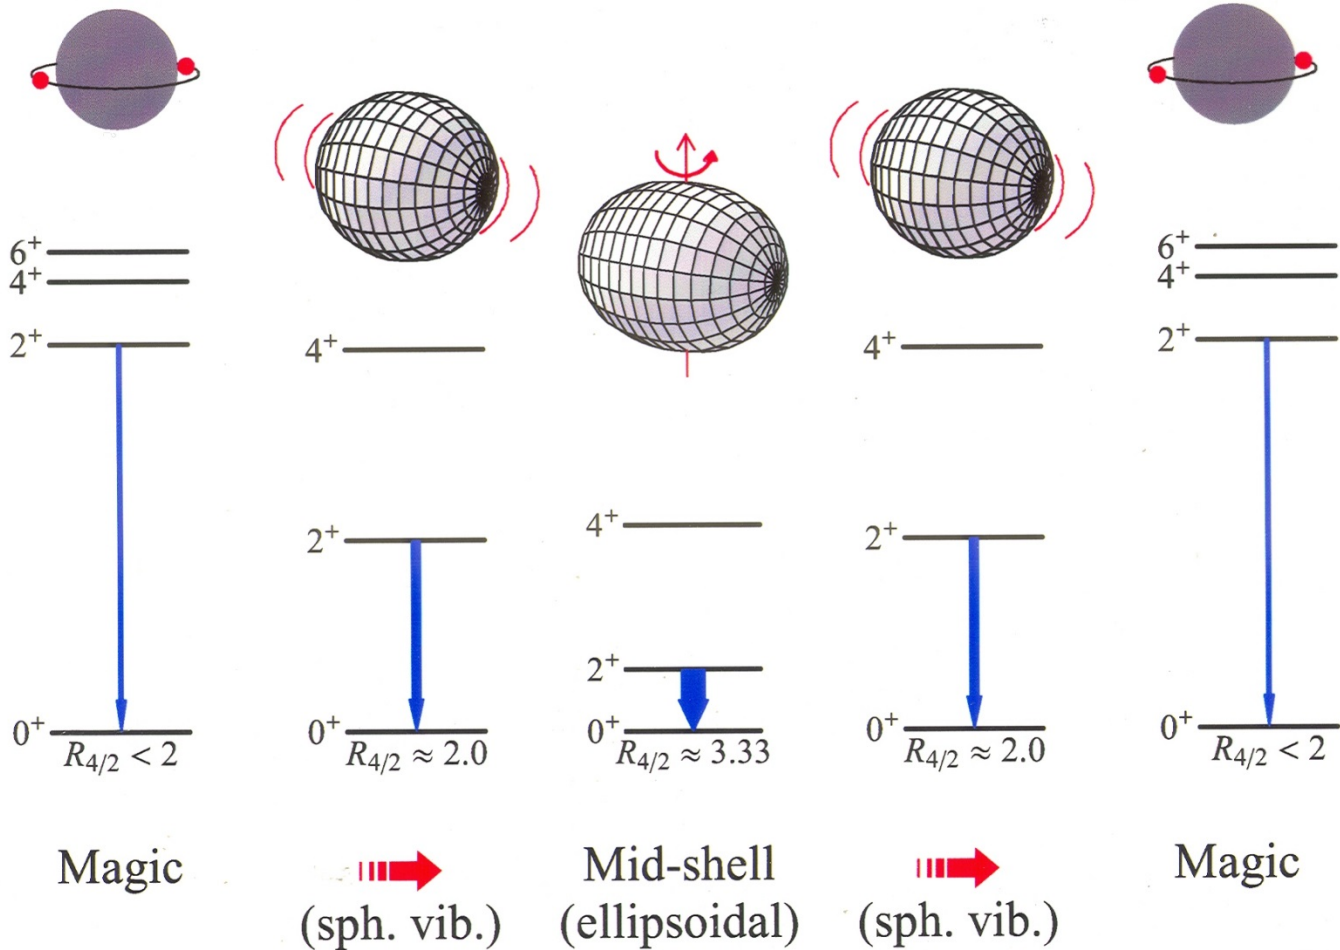 6⁺
4⁺
2⁺
0⁺
R₄/₂ < 2
Magic
4⁺
2⁺
0⁺
R₄/₂ ≈ 2.0
(sph. vib.)
4⁺
2⁺
0⁺
R₄/₂ ≈ 3.33
Mid-shell
(ellipsoidal)
4⁺
2⁺
0⁺
R₄/₂ ≈ 2.0
(sph. vib.)
6⁺
4⁺
2⁺
0⁺
R₄/₂ < 2
Magic